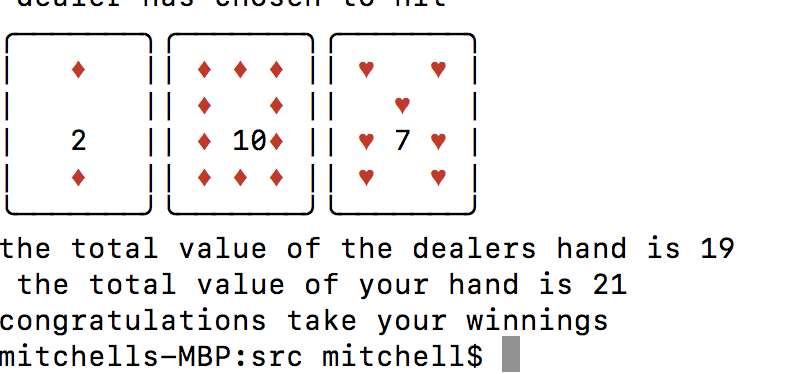 dealer has chosen to hit
2 10 7
the total value of the dealers hand is 19
the total value of your hand is 21
congratulations take your winnings
mitchells-MBP:src mitchell$